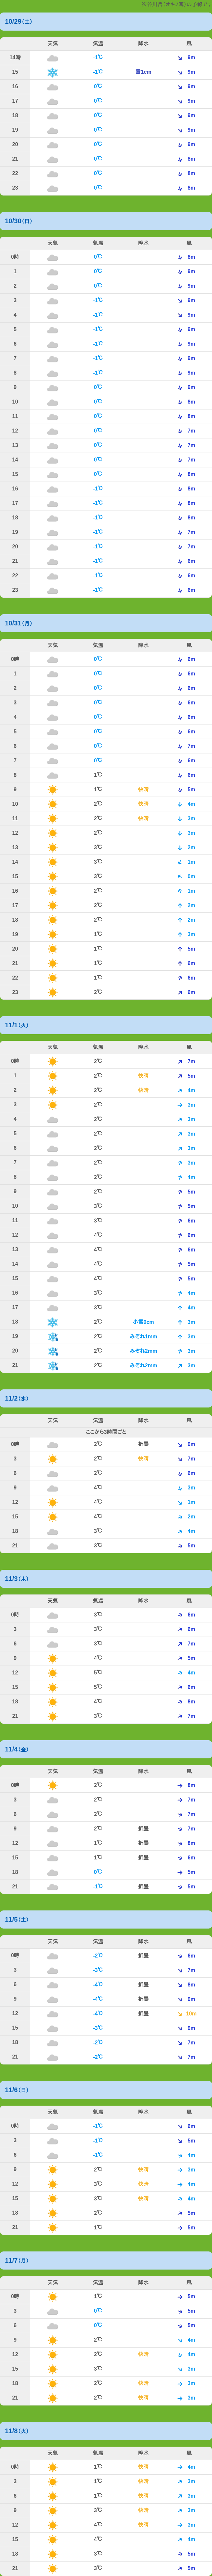 10/29(土)
天気 気温 降水 風
14時 -1℃ 9m
15 -1℃ 雪1cm 9m
16 0℃ 9m
17 0℃ 9m
18 0℃ 9m
19 0℃ 9m
20 0℃ 9m
21 0℃ 8m
22 0℃ 8m
23 0℃ 8m
10/30(日)
天気 気温 降水 風
0時 0℃ 8m
1 0℃ 9m
2 0℃ 9m
3 -1℃ 9m
4 -1℃ 9m
5 -1℃ 9m
6 -1℃ 9m
7 -1℃ 9m
8 -1℃ 9m
9 0℃ 9m
10 0℃ 8m
11 0℃ 8m
12 0℃ 7m
13 0℃ 8m
14 0℃ 7m
15 0℃ 8m
16 -1℃ 8m
17 -1℃ 8m
18 -1℃ 8m
19 -1℃ 7m
20 -1℃ 7m
21 -1℃ 6m
22 -1℃ 6m
23 -1℃ 6m
10/31(月)
天気 気温 降水 風
0時 0℃ 6m
1 0℃ 6m
2 0℃ 6m
3 0℃ 6m
4 0℃ 6m
5 0℃ 6m
6 0℃ 7m
7 0℃ 6m
8 1℃ 6m
9 2℃ 快晴 5m
10 2℃ 快晴 4m
11 2℃ 快晴 3m
12 2℃ 3m
13 3℃ 2m
14 3℃ 1m
15 3℃ 0m
16 2℃ 1m
17 2℃ 2m
18 2℃ 2m
19 1℃ 3m
20 1℃ 5m
21 1℃ 6m
22 1℃ 6m
23 2℃ 6m
11/1(火)
天気 気温 降水 風
0時 2℃ 7m
1 2℃ 快晴 5m
2 2℃ 快晴 4m
3 2℃ 3m
4 2℃ 3m
5 2℃ 3m
6 2℃ 3m
7 2℃ 3m
8 2℃ 4m
9 2℃ 5m
10 3℃ 5m
11 3℃ 6m
12 4℃ 6m
13 4℃ 6m
14 4℃ 5m
15 4℃ 5m
16 3℃ 4m
17 3℃ 4m
18 2℃ 小雪0cm 3m
19 2℃ みぞれ1mm 3m
20 2℃ みぞれ2mm 3m
21 2℃ みぞれ2mm 3m
11/2(水)
天気 気温 降水 風
ここから3時間ごと
0時 2℃ 折曇 9m
3 2℃ 快晴 7m
6 2℃ 6m
9 4℃ 3m
12 4℃ 1m
15 4℃ 2m
18 3℃ 4m
21 3℃ 5m
11/3(木)
天気 気温 降水 風
0時 3℃ 6m
3 3℃ 6m
6 3℃ 7m
9 4℃ 5m
12 5℃ 4m
15 5℃ 6m
18 4℃ 8m
21 3℃ 7m
11/4(金)
天気 気温 降水 風
0時 2℃ 8m
3 2℃ 7m
6 2℃ 7m
9 2℃ 折曇 7m
12 1℃ 折曇 8m
15 1℃ 折曇 6m
18 0℃ 5m
21 -1℃ 折曇 5m
11/5(土)
天気 気温 降水 風
0時 -2℃ 折曇 6m
3 -3℃ 7m
6 -4℃ 折曇 8m
9 -4℃ 折曇 9m
12 -4℃ 折曇 10m
15 -3℃ 9m
18 -2℃ 7m
21 -2℃ 7m
11/6(日)
天気 気温 降水 風
0時 -1℃ 6m
3 -1℃ 5m
6 -1℃ 4m
9 2℃ 快晴 3m
12 3℃ 快晴 4m
15 3℃ 快晴 4m
18 2℃ 5m
21 1℃ 5m
11/7(月)
天気 気温 降水 風
0時 1℃ 5m
3 0℃ 5m
6 0℃ 5m
9 2℃ 4m
12 2℃ 快晴 4m
15 3℃ 3m
18 2℃ 快晴 3m
21 2℃ 快晴 3m
11/8(火)
天気 気温 降水 風
0時 1℃ 快晴 4m
3 1℃ 快晴 3m
6 1℃ 快晴 3m
9 3℃ 快晴 3m
12 4℃ 快晴 3m
15 4℃ 4m
18 3℃ 5m
21 3℃ 5m